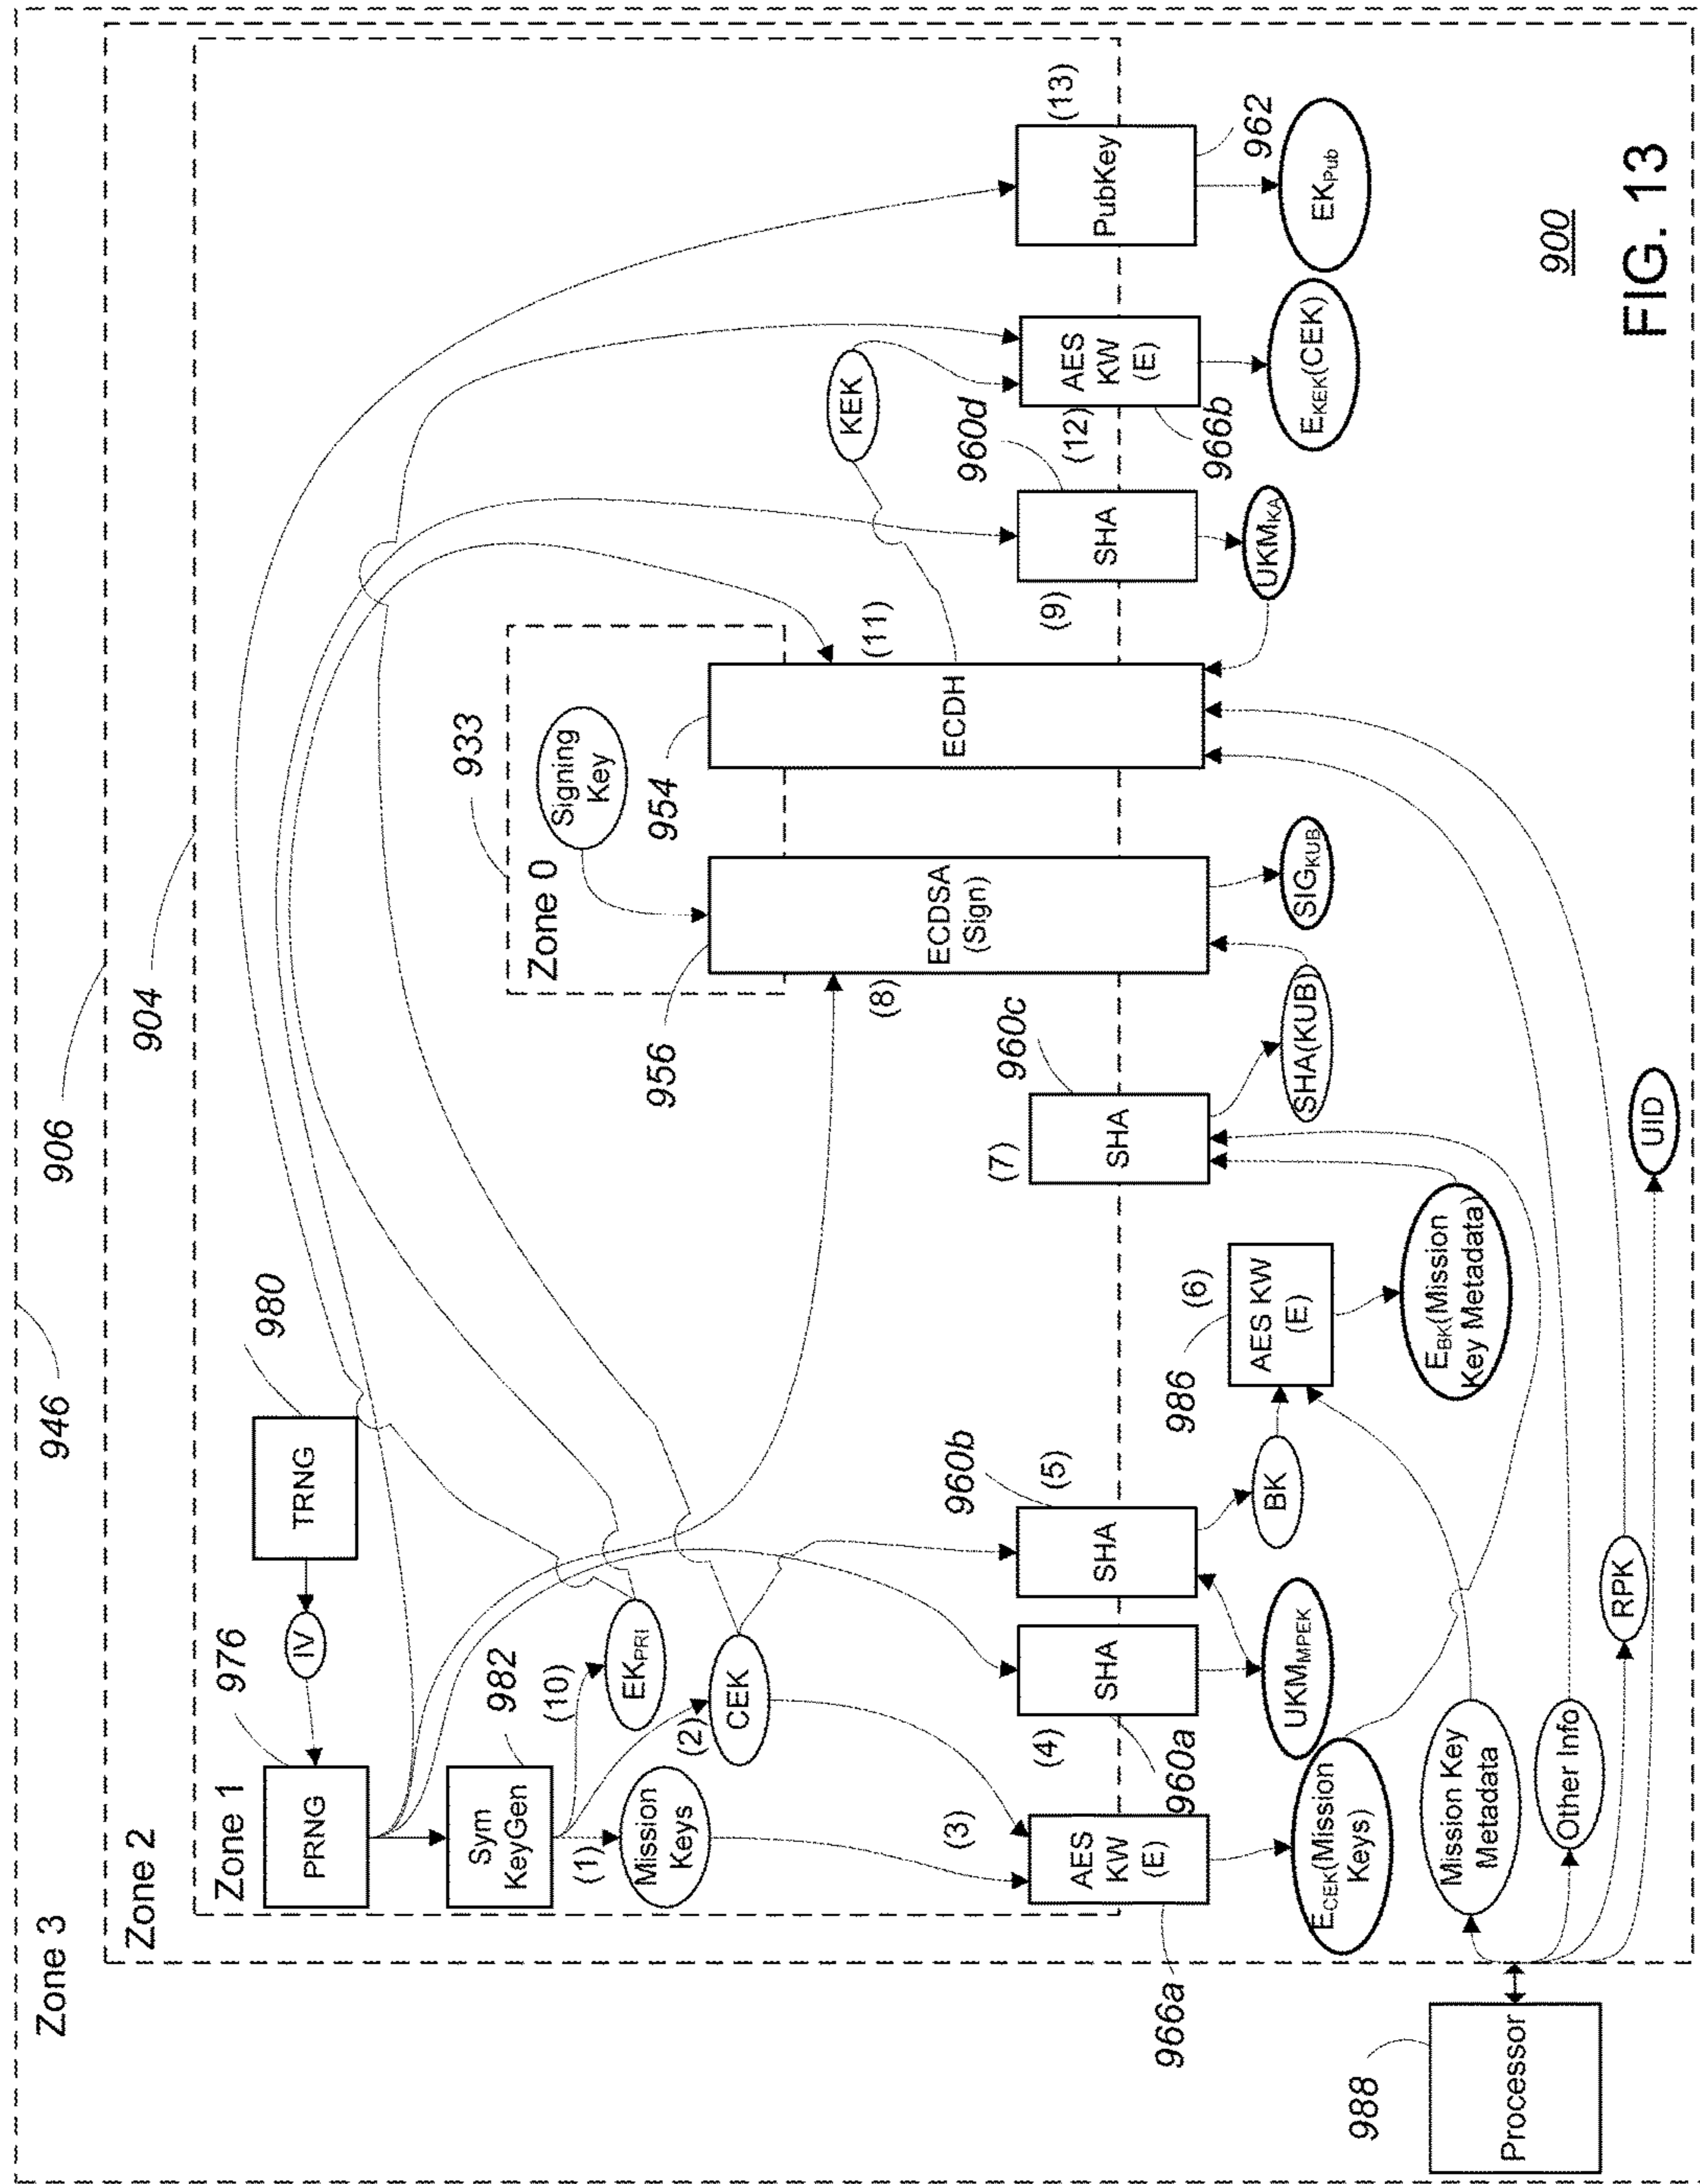 Zone 3
946
906
Zone 2
904
Zone 1
976
980
PRNG
IV
TRNG
982
Sym
KeyGen
(1)
(10)
(2)
Mission
Keys
EKPRI
CEK
933
Zone 0
Signing
Key
956
954
KEK
(3)
AES
KW
(E)
966a
(4)
SHA
960a
960b
(5)
SHA
986
AES KW
(E)
(6)
(7)
SHA
960c
(8)
ECDSA
(Sign)
ECDH
(11)
(9)
SHA
960d
(12)
AES
KW
(E)
966b
PubKey
(13)
962
ECEK(Mission
Keys)
UKMMPEK
BK
EBK(Mission
Key Metadata)
SHA(KUB)
SIGKUB
UKMKA
EKEK(CEK)
EKPub
988
Processor
Mission Key
Metadata
Other Info
RPK
UID
900
FIG. 13